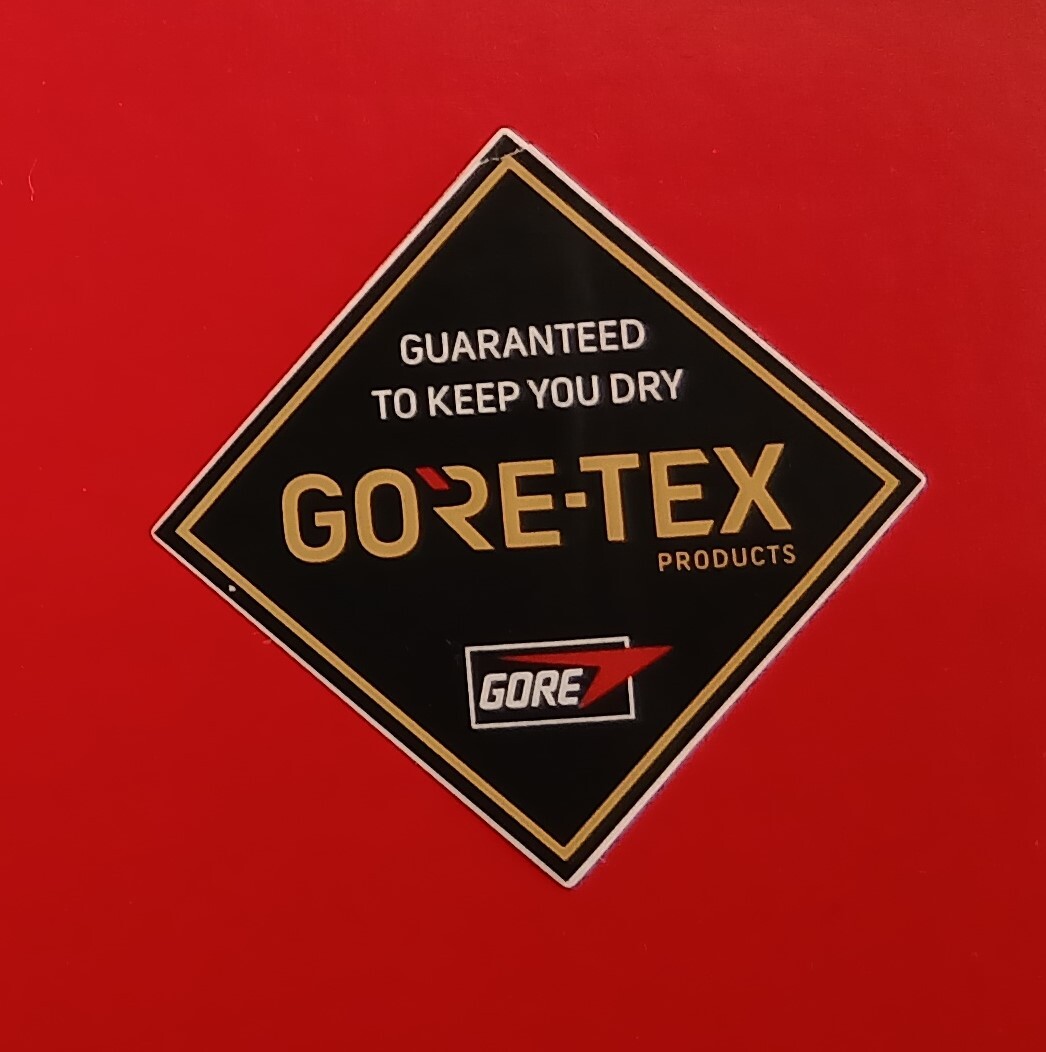 GUARANTEED
TO KEEP YOU DRY
GORE-TEX
PRODUCTS
GORE